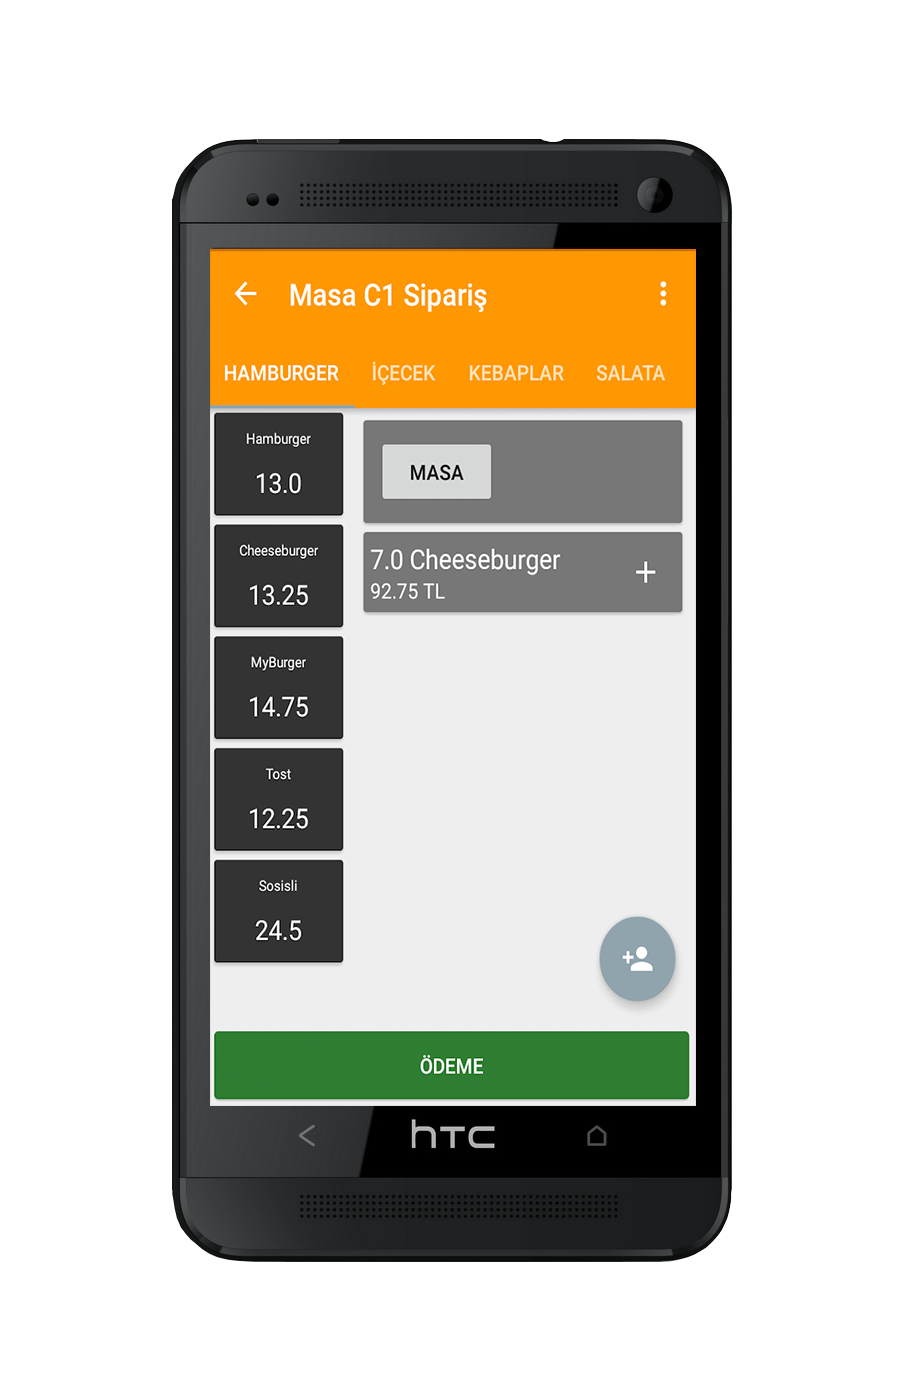 Masa C1 Sipariş
HAMBURGER İÇECEK KEBAPLAR SALATA
Hamburger
13.0
Cheeseburger
13.25
MyBurger
14.75
Tost
12.25
Sosisli
24.5
MASA
7.0 Cheeseburger
92.75 TL
ÖDEME
hTC